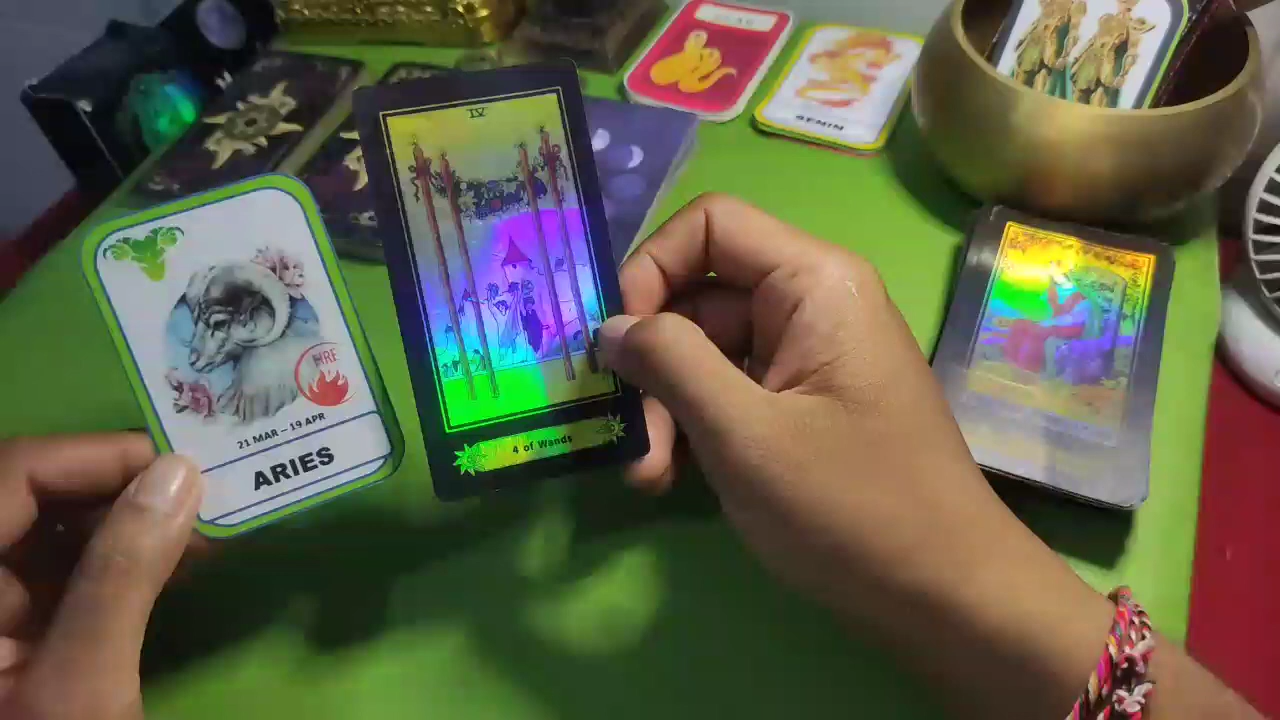 IV
4 of Wands
FIRE
21 MAR – 19 APR
ARIES